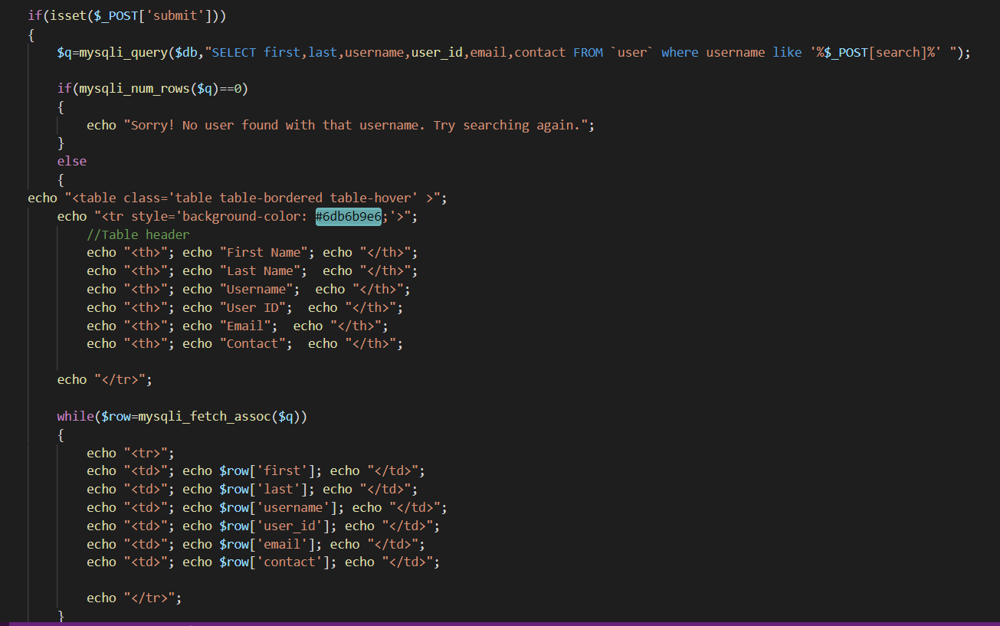 if(isset($_POST['submit']))
{
    $q=mysqli_query($db,"SELECT first,last,username,user_id,email,contact FROM `user` where username like '%$_POST[search]%' ");

    if(mysqli_num_rows($q)==0)
    {
        echo "Sorry! No user found with that username. Try searching again.";
    }
    else
    {
echo "<table class='table table-bordered table-hover' >";
    echo "<tr style='background-color: #6db6b9e6;'>";
        //Table header
        echo "<th>"; echo "First Name"; echo "</th>";
        echo "<th>"; echo "Last Name";  echo "</th>";
        echo "<th>"; echo "Username";  echo "</th>";
        echo "<th>"; echo "User ID";  echo "</th>";
        echo "<th>"; echo "Email";  echo "</th>";
        echo "<th>"; echo "Contact";  echo "</th>";

    echo "</tr>";

    while($row=mysqli_fetch_assoc($q))
    {
        echo "<tr>";
        echo "<td>"; echo $row['first']; echo "</td>";
        echo "<td>"; echo $row['last']; echo "</td>";
        echo "<td>"; echo $row['username']; echo "</td>";
        echo "<td>"; echo $row['user_id']; echo "</td>";
        echo "<td>"; echo $row['email']; echo "</td>";
        echo "<td>"; echo $row['contact']; echo "</td>";

        echo "</tr>";
    }